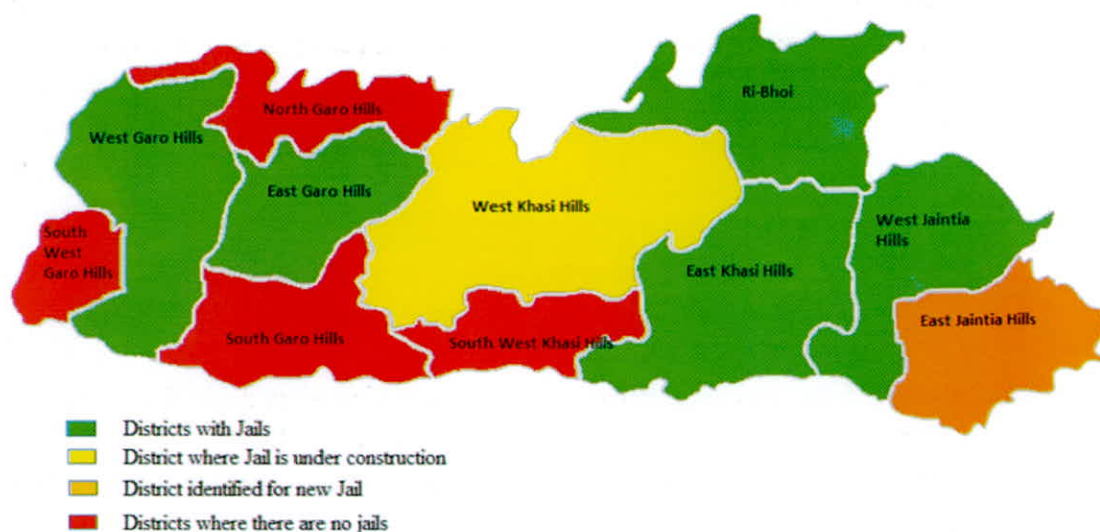 Ri-Bhoi
North Garo Hills
West Garo Hills
East Garo Hills
West Khasi Hills
South
West
Garo Hills
West Jaintia
Hills
East Khasi Hills
East Jaintia Hills
South Garo Hills
South West Khasi Hills
Districts with Jails
District where Jail is under construction
District identified for new Jail
Districts where there are no jails